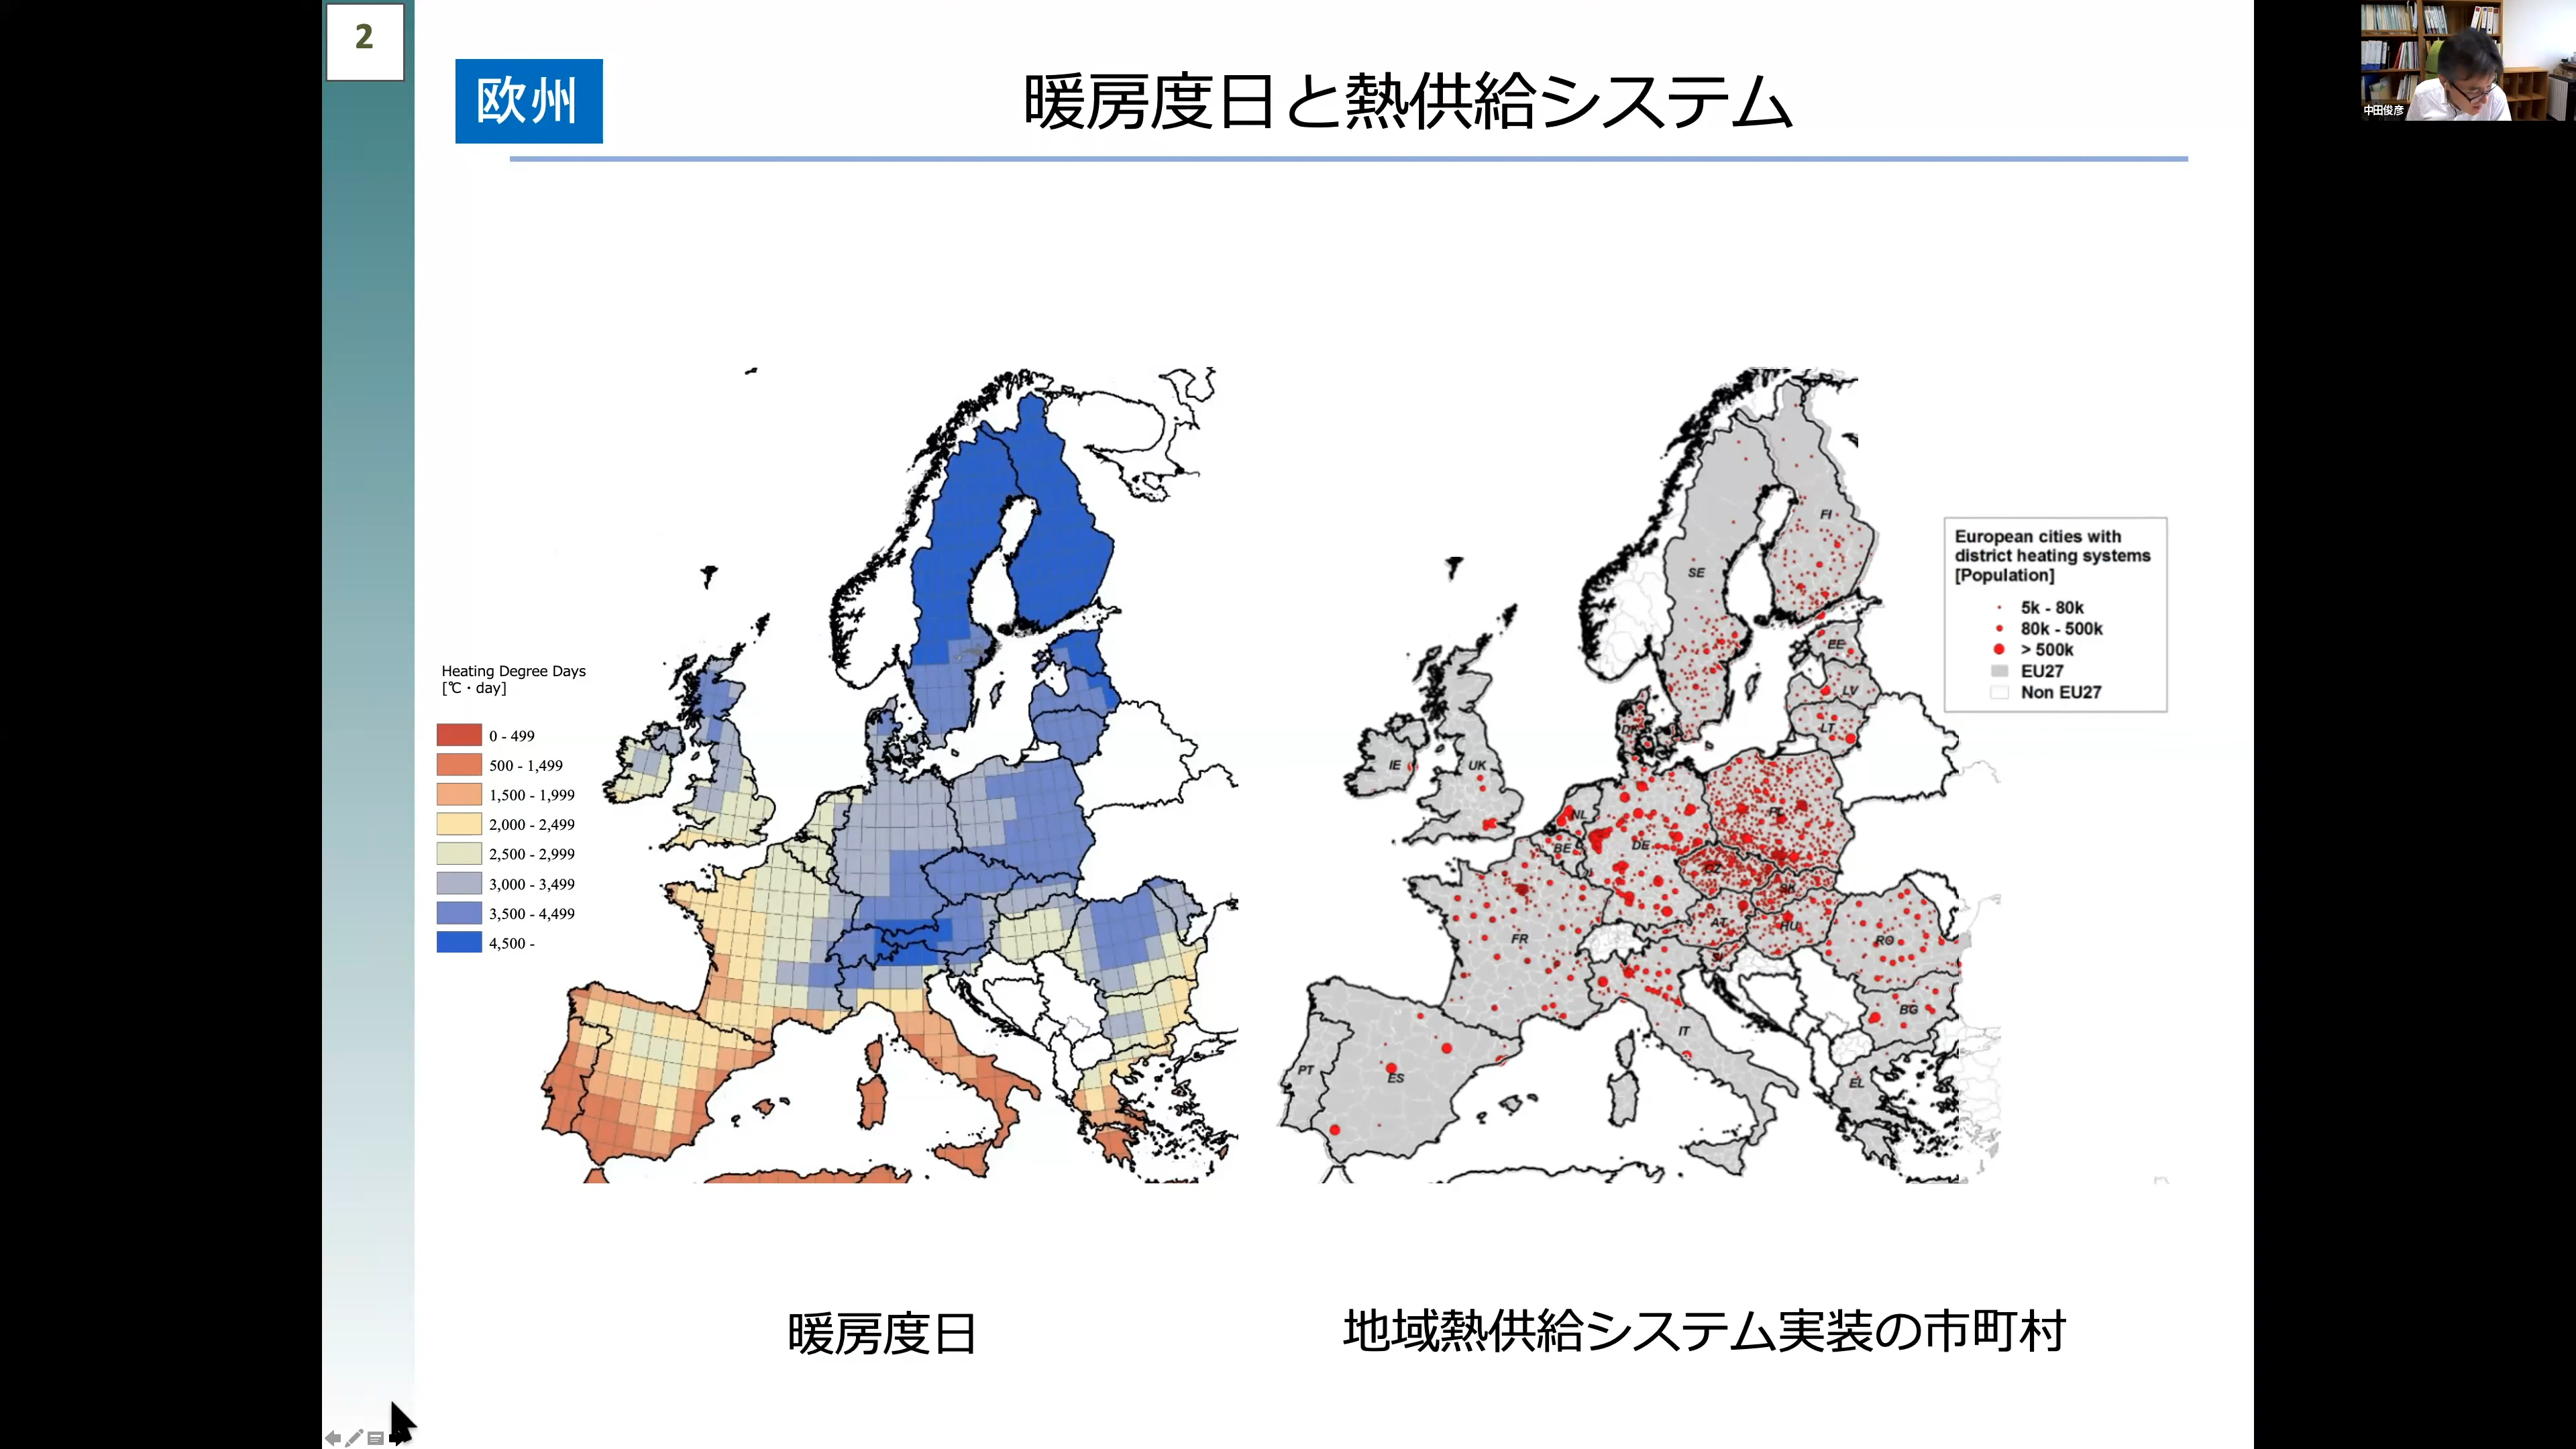 2
欧州
暖房度日と熱供給システム
中田俊彦
Heating Degree Days
[℃・day]
0 - 499
500 - 1,499
1,500 - 1,999
2,000 - 2,499
2,500 - 2,999
3,000 - 3,499
3,500 - 4,499
4,500 -
European cities with
district heating systems
[Population]
5k - 80k
80k - 500k
> 500k
EU27
Non EU27
FI
SE
EE
LV
LT
IE
UK
NL
BE
DE
CZ
AT
HU
RO
FR
BG
IT
PT
ES
EL
暖房度日
地域熱供給システム実装の市町村